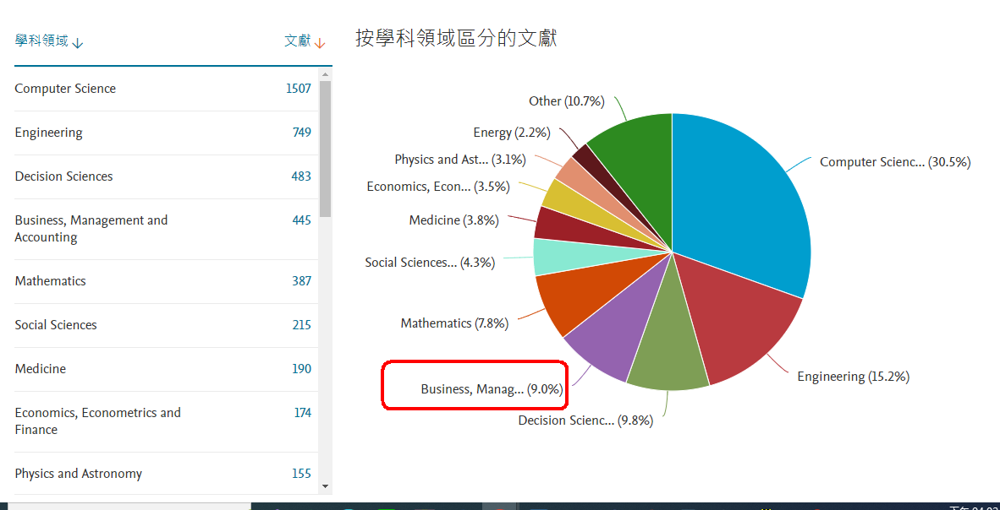 學科領域
文獻
Computer Science 1507
Engineering 749
Decision Sciences 483
Business, Management and
Accounting 445
Mathematics 387
Social Sciences 215
Medicine 190
Economics, Econometrics and
Finance 174
Physics and Astronomy 155
按學科領域區分的文獻
Other (10.7%)
Energy (2.2%)
Physics and Ast... (3.1%)
Economics, Econ... (3.5%)
Medicine (3.8%)
Social Sciences... (4.3%)
Mathematics (7.8%)
Business, Manag... (9.0%)
Decision Scienc... (9.8%)
Engineering (15.2%)
Computer Scienc... (30.5%)